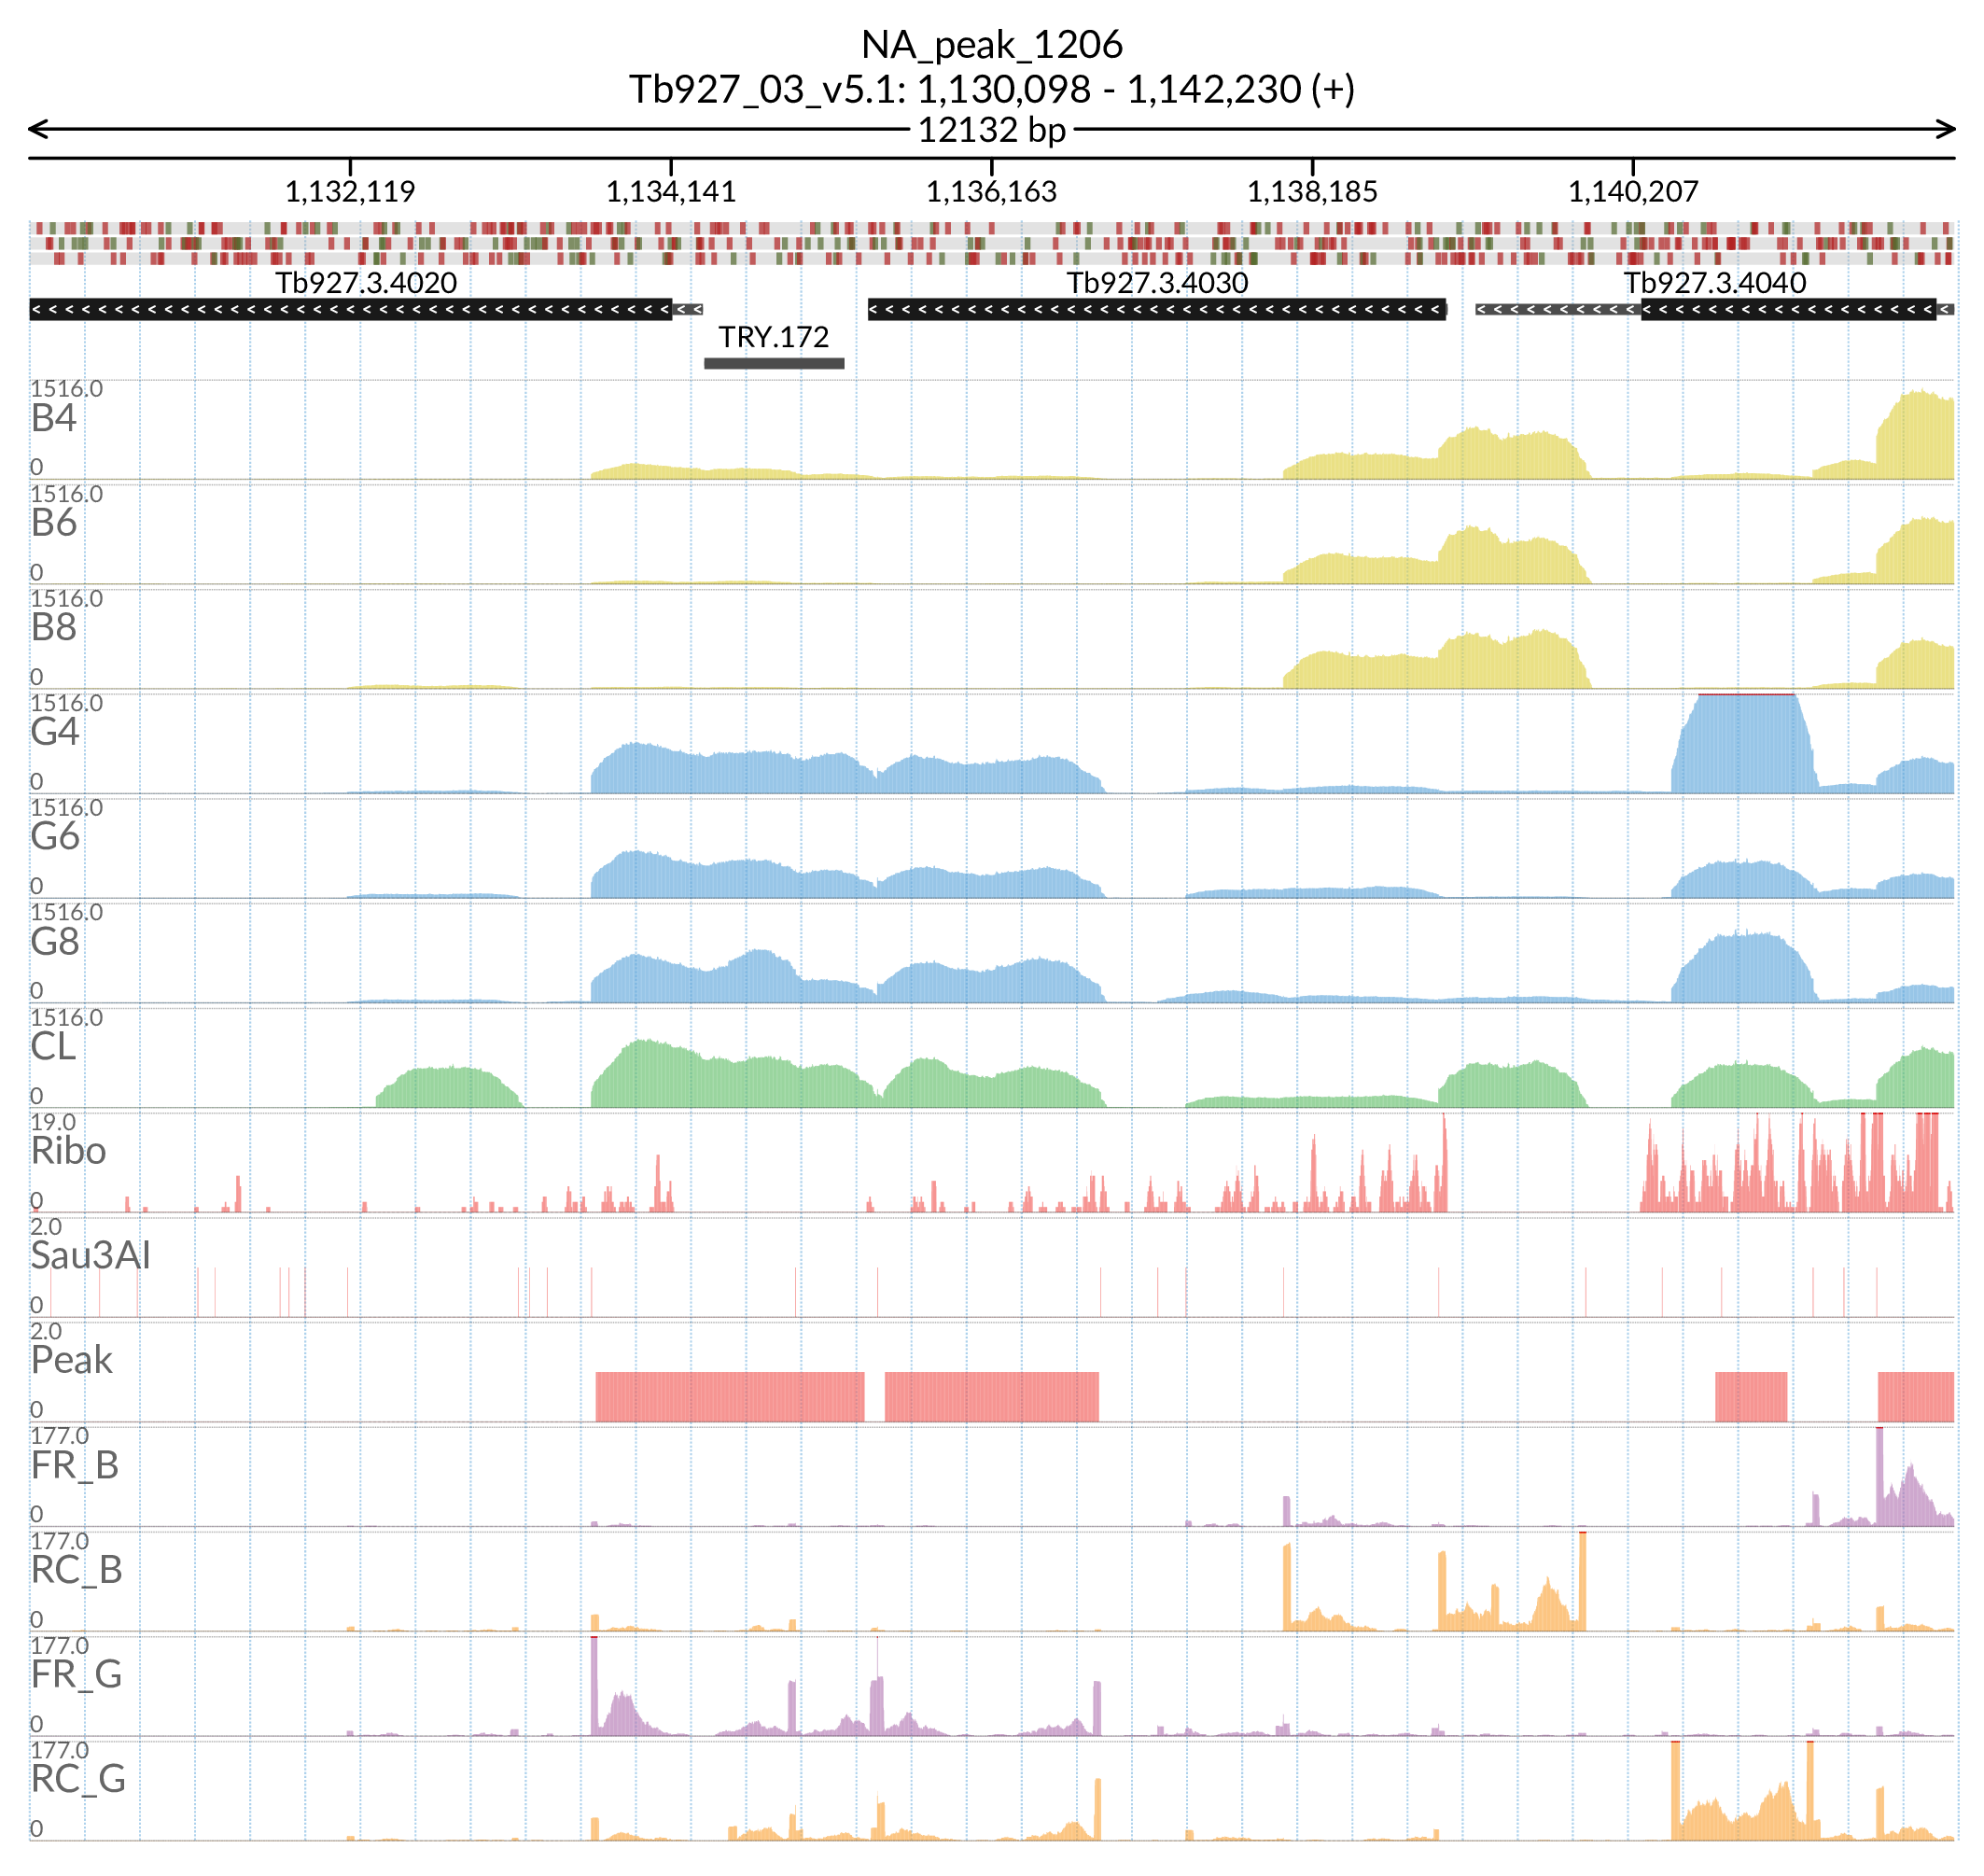 NA_peak_1206
Tb927_03_v5.1: 1,130,098 - 1,142,230 (+)
12132 bp
1,132,119 1,134,141 1,136,163 1,138,185 1,140,207
Tb927.3.4020 Tb927.3.4030 Tb927.3.4040
TRY.172
1516.0
B4
0
1516.0
B6
0
1516.0
B8
0
1516.0
G4
0
1516.0
G6
0
1516.0
G8
0
1516.0
CL
0
19.0
Ribo
0
2.0
Sau3AI
0
2.0
Peak
0
177.0
FR_B
0
177.0
RC_B
0
177.0
FR_G
0
177.0
RC_G
0